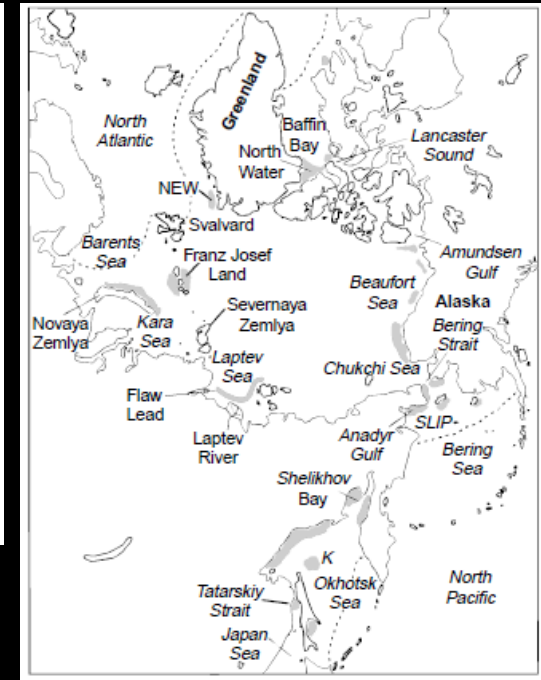 Greenland
North
Atlantic
Baffin
Bay
North
Water
Lancaster
Sound
NEW
Svalvard
Barents
Sea
Franz Josef
Land
Amundsen
Gulf
Beaufort
Sea
Alaska
Novaya
Zemlya
Kara
Sea
Severnaya
Zemlya
Bering
Strait
Laptev
Sea
Chukchi Sea
Flaw
Lead
Laptev
River
Anadyr
Gulf
SLIP-
Bering
Sea
Shelikhov
Bay
K
Okhotsk
Sea
North
Pacific
Tatarskiy
Strait
Japan
Sea